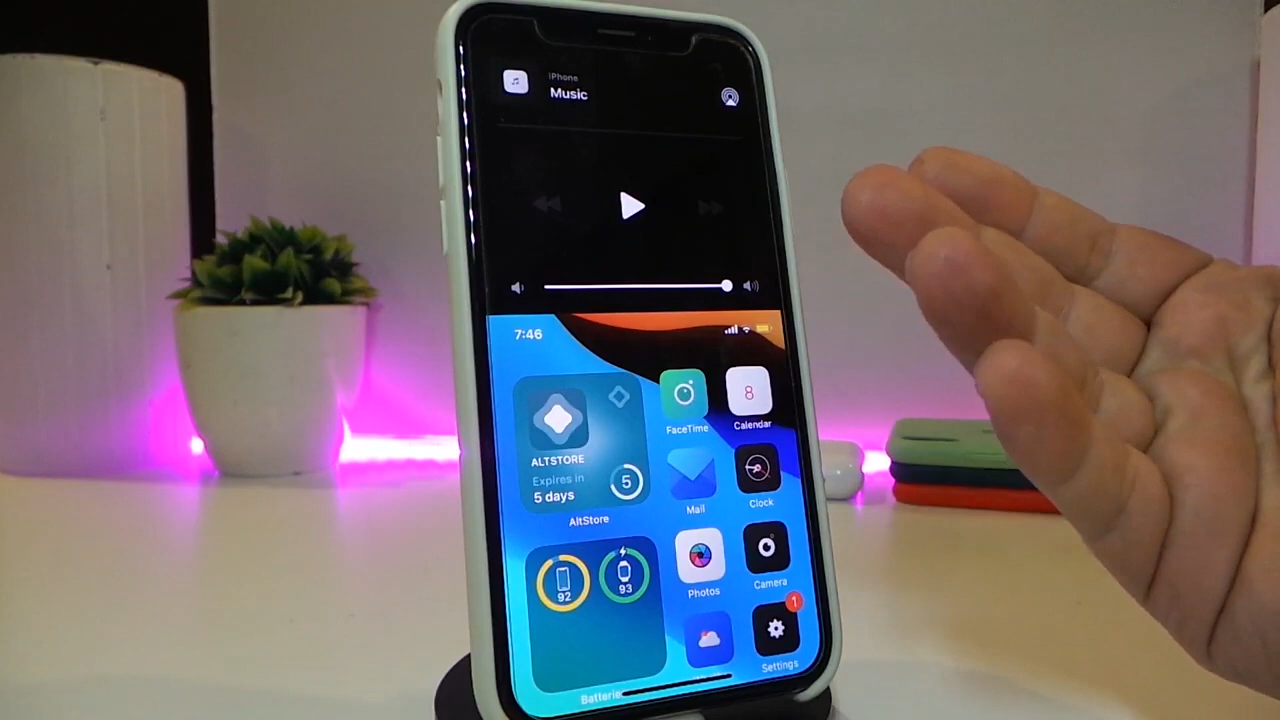 iPhone
Music
7:46
ALTSTORE
Expires in
5 days
5
AltStore
FaceTime
8
Calendar
Mail
Clock
92
93
Photos
Camera
1
Settings
Batterie